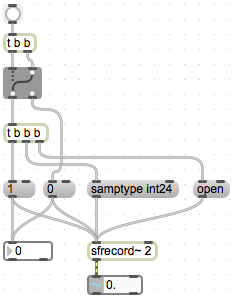 t b b
t b b b
1 0 samptype int24 open
0 sfrecord~ 2
0.